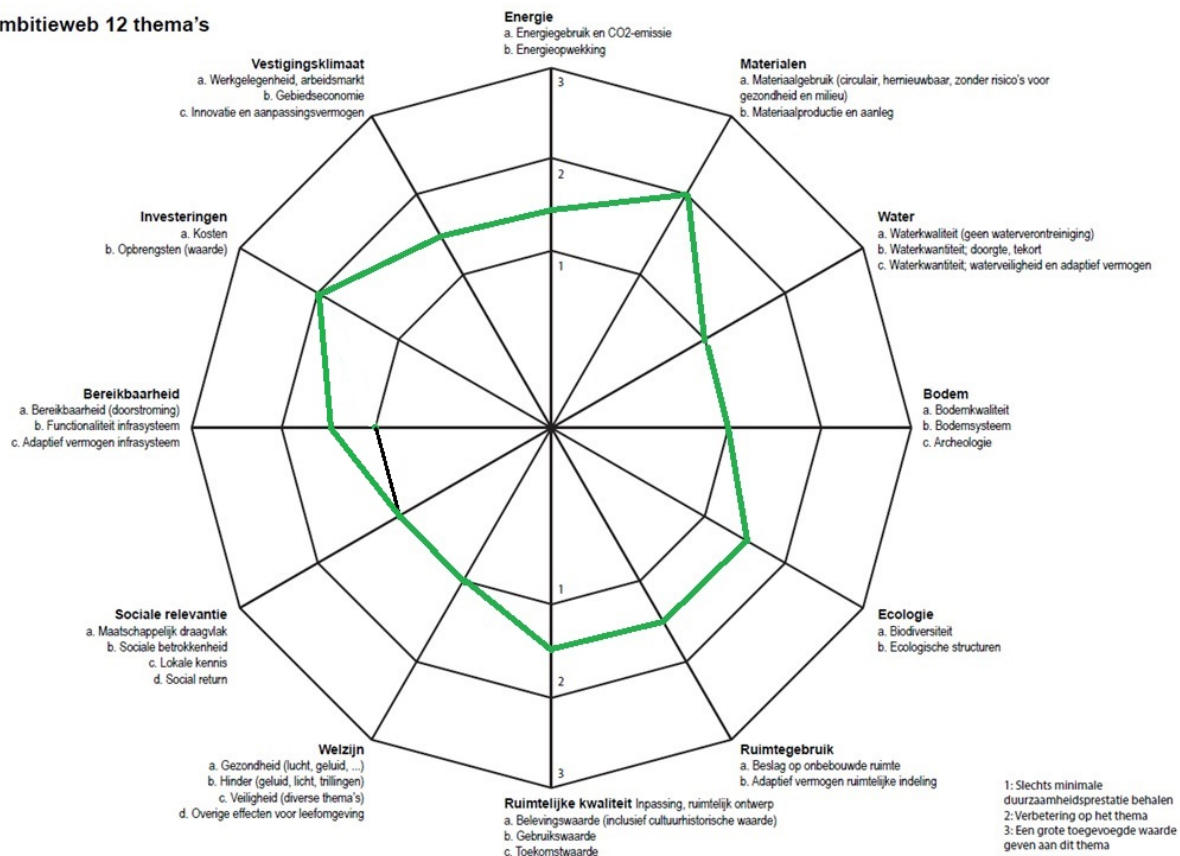 mbitieweb 12 thema's
Energie
a. Energiegebruik en CO2-emissie
b. Energieopwekking
Materialen
a. Materiaalgebruik (circulair, hernieuwbaar, zonder risico's voor
gezondheid en milieu)
b. Materiaalproductie en aanleg
Water
a. Waterkwaliteit (geen waterverontreiniging)
b. Waterkwantiteit; doorgte, tekort
c. Waterkwantiteit; waterveiligheid en adaptief vermogen
Bodem
a. Bodemkwaliteit
b. Bodemsysteem
c. Archeologie
Ecologie
a. Biodiversiteit
b. Ecologische structuren
Ruimtegebruik
a. Beslag op onbebouwde ruimte
b. Adaptief vermogen ruimtelijke indeling
Ruimtelijke kwaliteit Inpassing, ruimtelijk ontwerp
a. Belevingswaarde (inclusief cultuurhistorische waarde)
b. Gebruikswaarde
c. Toekomstwaarde
Welzijn
a. Gezondheid (lucht, geluid, ...)
b. Hinder (geluid, licht, trillingen)
c. Veiligheid (diverse thema's)
d. Overige effecten voor leefomgeving
Sociale relevantie
a. Maatschappelijk draagvlak
b. Sociale betrokkenheid
c. Lokale kennis
d. Social return
Bereikbaarheid
a. Bereikbaarheid (doorstroming)
b. Functionaliteit infrasysteem
c. Adaptief vermogen infrasysteem
Investeringen
a. Kosten
b. Opbrengsten (waarde)
Vestigingsklimaat
a. Werkgelegenheid, arbeidsmarkt
b. Gebiedseconomie
c. Innovatie en aanpassingsvermogen
3
2
1
1
2
3
1: Slechts minimale
duurzaamheidsprestatie behalen
2: Verbetering op het thema
3: Een grote toegevoegde waarde
geven aan dit thema